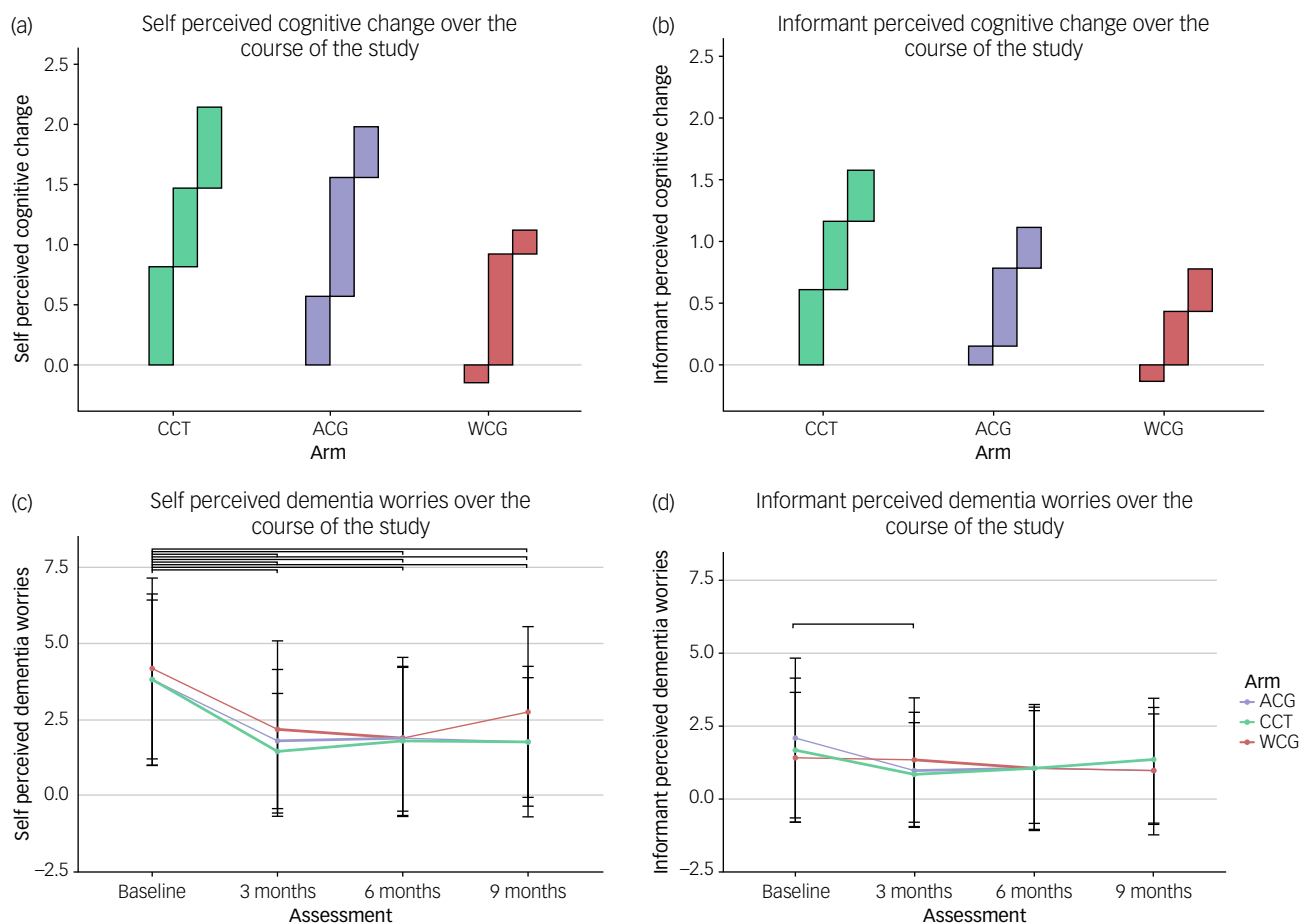 (a)
Self perceived cognitive change over the
course of the study
Self perceived cognitive change
2.5
2.0
1.5
1.0
0.5
0.0
CCT
ACG
WCG
Arm
(b)
Informant perceived cognitive change over the
course of the study
Informant perceived cognitive change
2.5
2.0
1.5
1.0
0.5
0.0
CCT
ACG
WCG
Arm
(c)
Self perceived dementia worries over the
course of the study
Self perceived dementia worries
7.5
5.0
2.5
0.0
−2.5
Baseline
3 months
6 months
9 months
Assessment
(d)
Informant perceived dementia worries over the
course of the study
Informant perceived dementia worries
7.5
5.0
2.5
0.0
−2.5
Baseline
3 months
6 months
9 months
Assessment
Arm
ACG
CCT
WCG